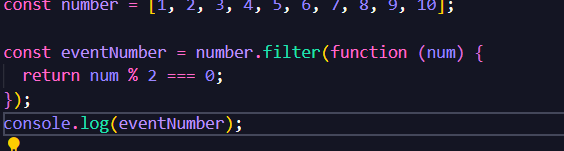 const number = [1, 2, 3, 4, 5, 6, 7, 8, 9, 10];
const eventNumber = number.filter(function (num) {
return num % 2 === 0;
});
console.log(eventNumber);